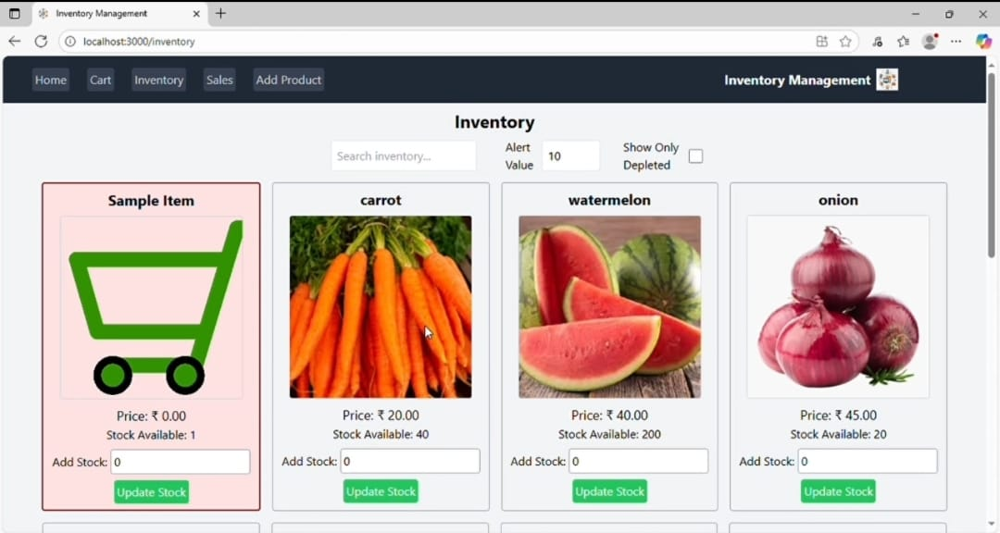 Inventory Management
localhost:3000/inventory
Home Cart Inventory Sales Add Product Inventory Management
Inventory
Search inventory... Alert Value 10 Show Only Depleted
Sample Item
Price: ₹ 0.00
Stock Available: 1
Add Stock: 0
Update Stock
carrot
Price: ₹ 20.00
Stock Available: 40
Add Stock: 0
Update Stock
watermelon
Price: ₹ 40.00
Stock Available: 200
Add Stock: 0
Update Stock
onion
Price: ₹ 45.00
Stock Available: 20
Add Stock: 0
Update Stock